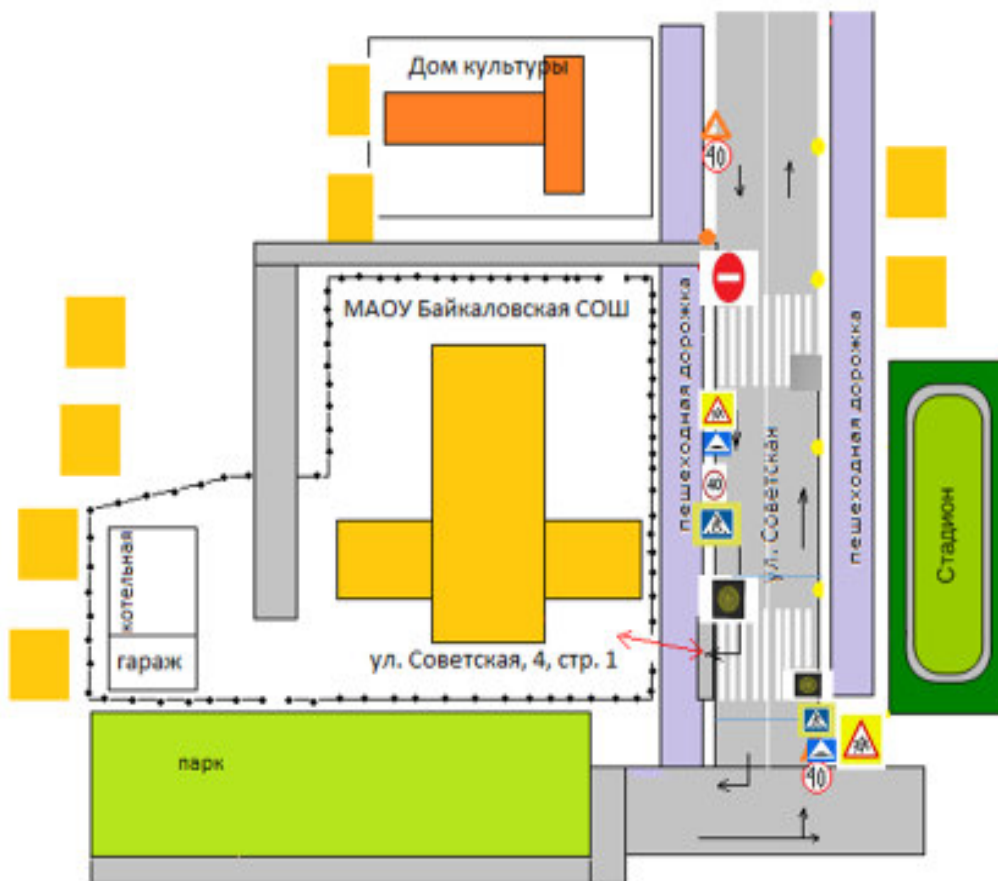 Дом культуры
40
МАОУ Байкаловская СОШ
пешеходная дорожка
пешеходная дорожка
40
ул. Советская
Стадион
котельная
гараж
ул. Советская, 4, стр. 1
парк
40